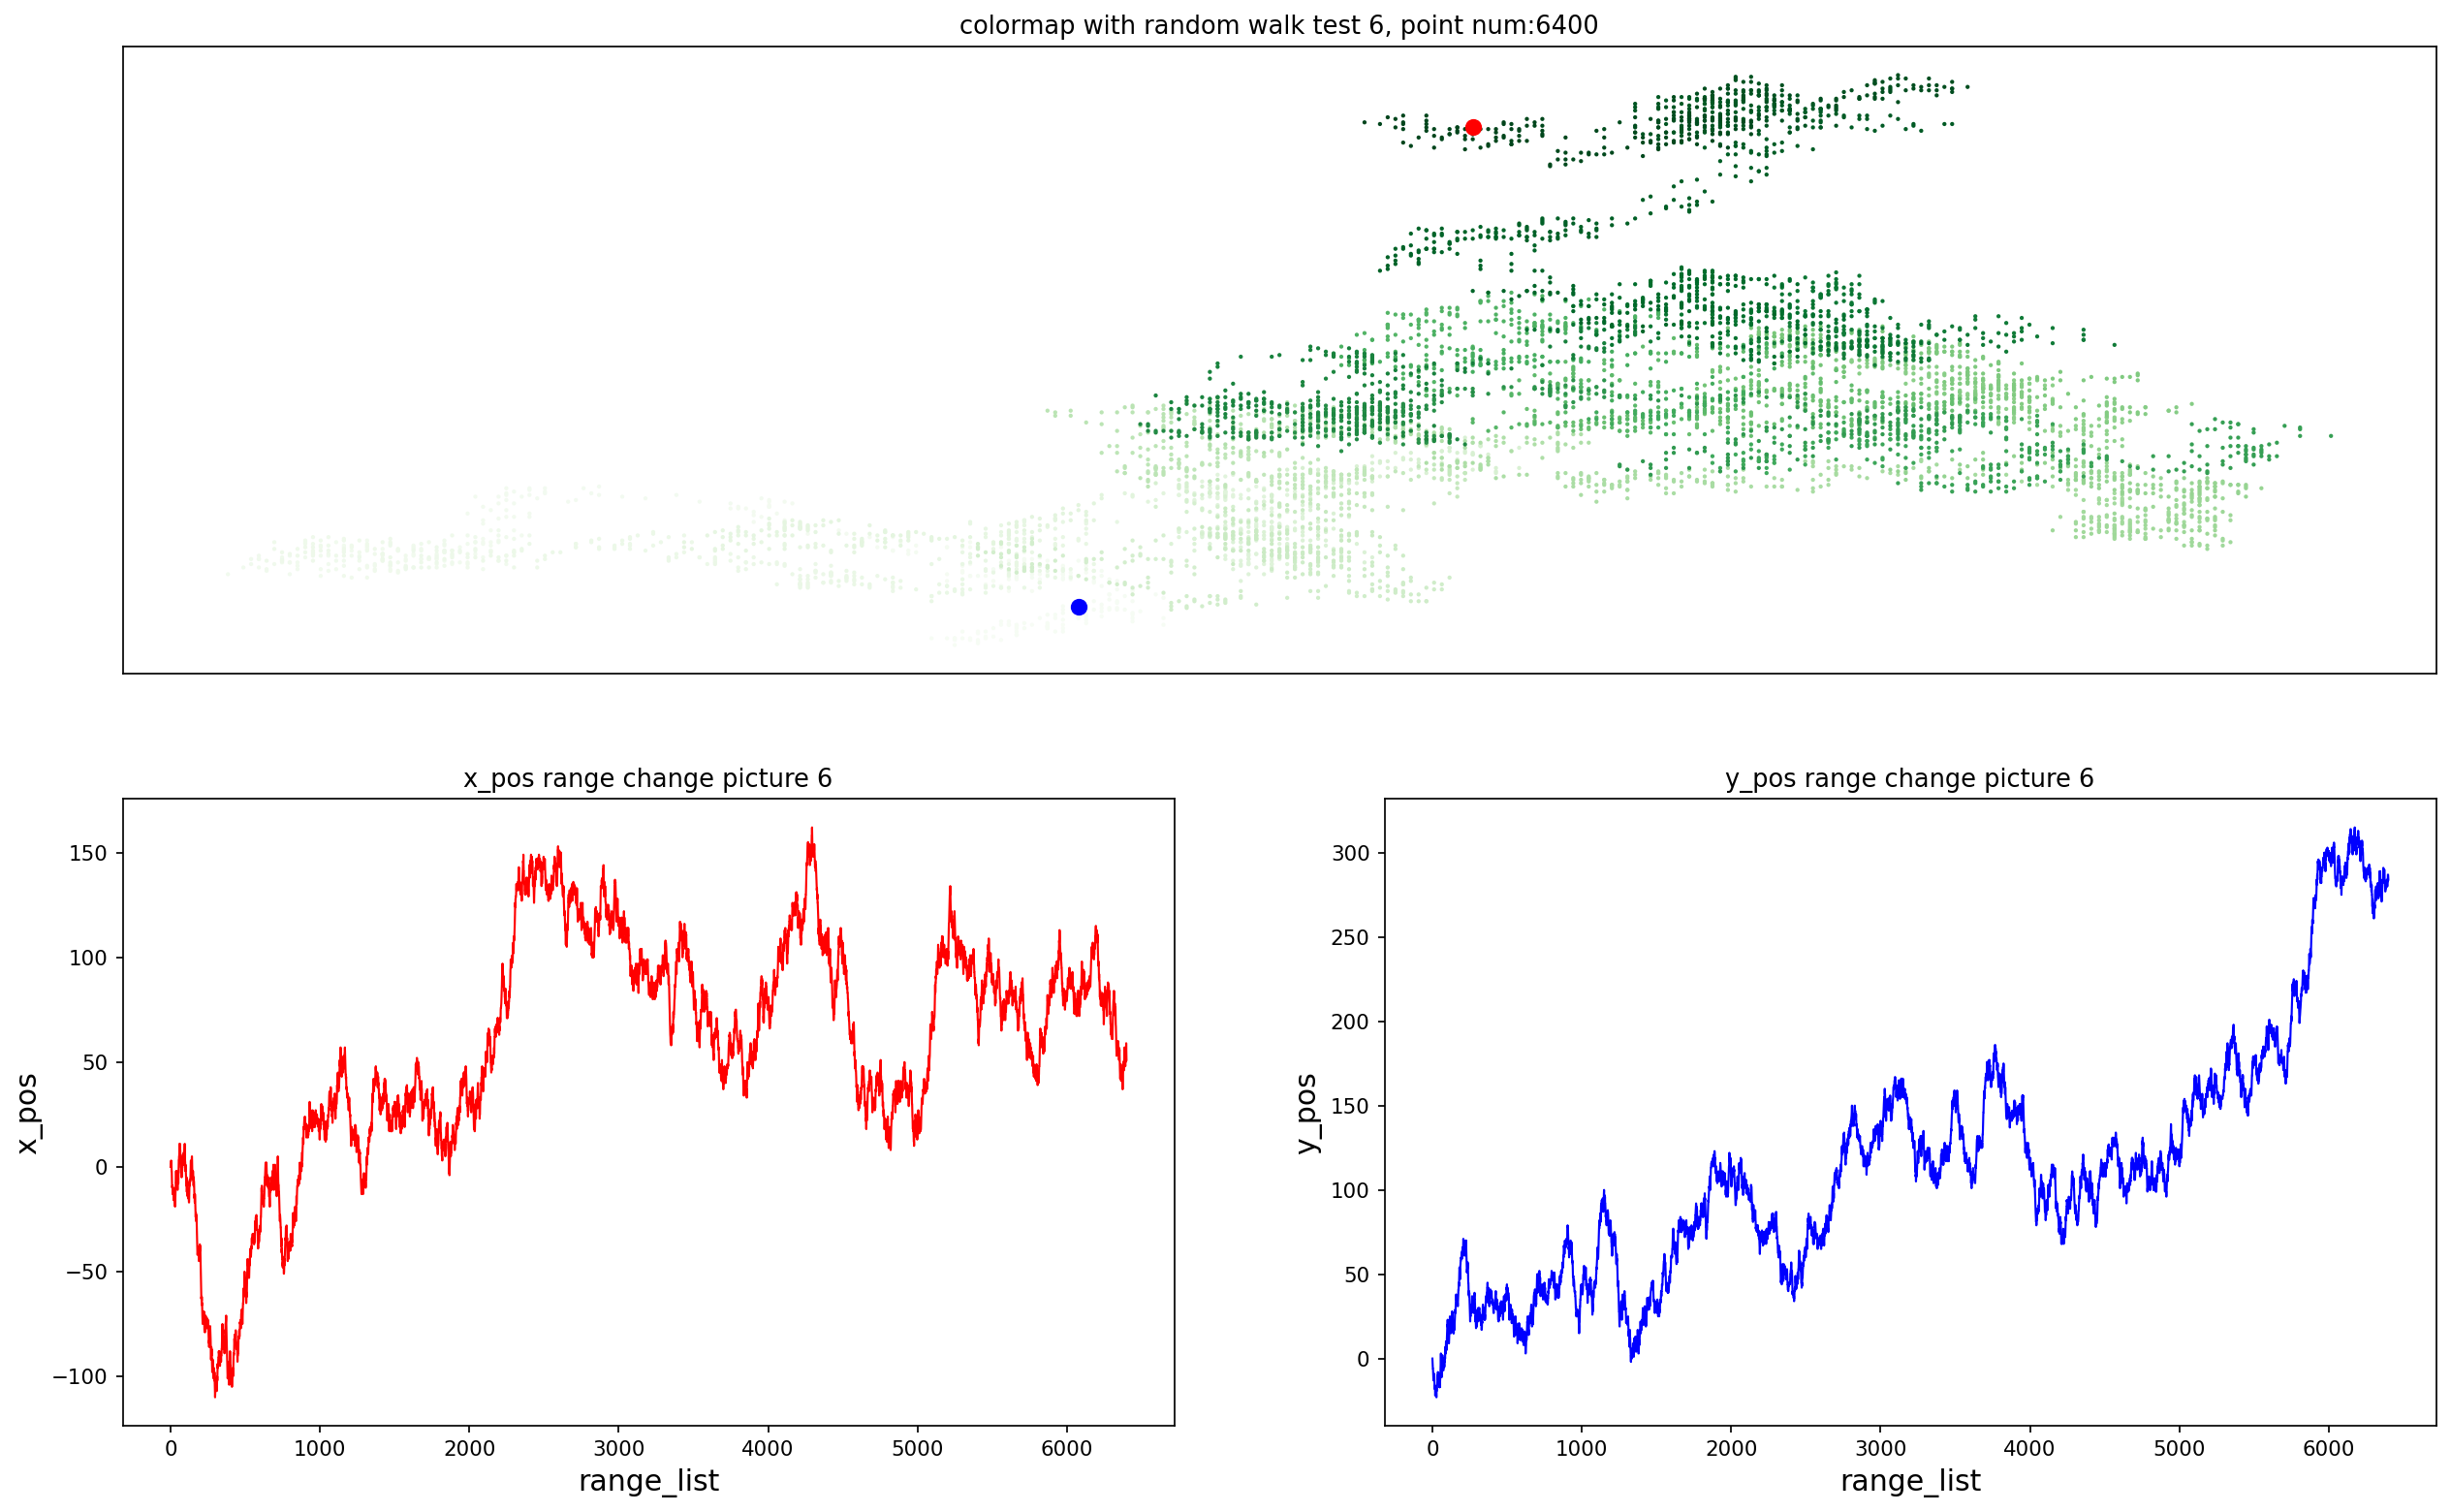 colormap with random walk test 6, point num:6400
x_pos range change picture 6
150
100
50
0
−50
−100
x_pos
0 1000 2000 3000 4000 5000 6000
range_list
y_pos range change picture 6
300
250
200
150
100
50
0
y_pos
0 1000 2000 3000 4000 5000 6000
range_list